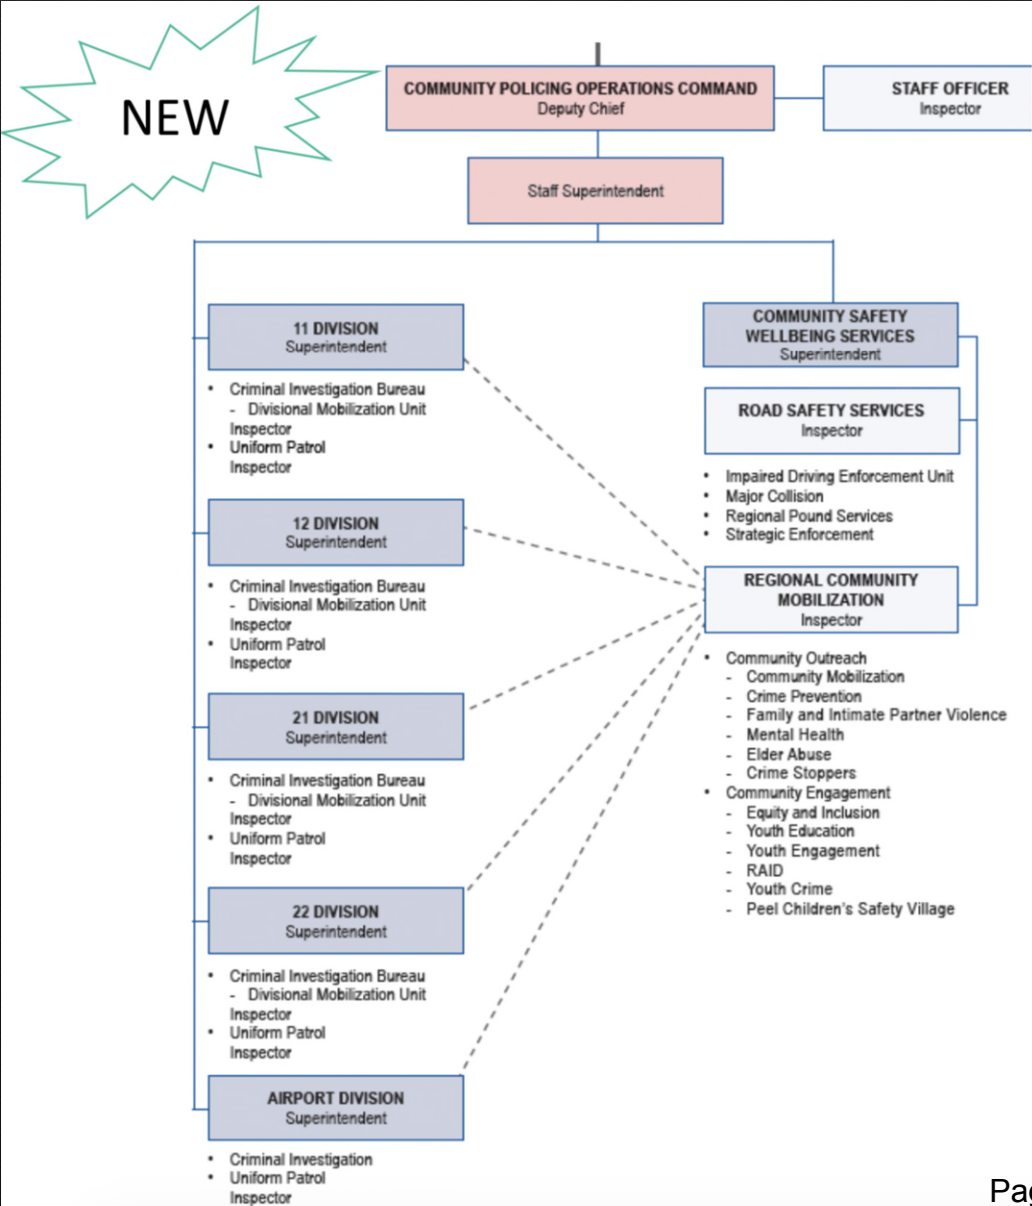 NEW
COMMUNITY POLICING OPERATIONS COMMAND
Deputy Chief
STAFF OFFICER
Inspector
Staff Superintendent
11 DIVISION
Superintendent
• Criminal Investigation Bureau
- Divisional Mobilization Unit
Inspector
• Uniform Patrol
Inspector
12 DIVISION
Superintendent
• Criminal Investigation Bureau
- Divisional Mobilization Unit
Inspector
• Uniform Patrol
Inspector
21 DIVISION
Superintendent
• Criminal Investigation Bureau
- Divisional Mobilization Unit
Inspector
• Uniform Patrol
Inspector
22 DIVISION
Superintendent
• Criminal Investigation Bureau
- Divisional Mobilization Unit
Inspector
• Uniform Patrol
Inspector
AIRPORT DIVISION
Superintendent
• Criminal Investigation
• Uniform Patrol
Inspector
COMMUNITY SAFETY
WELLBEING SERVICES
Superintendent
ROAD SAFETY SERVICES
Inspector
• Impaired Driving Enforcement Unit
• Major Collision
• Regional Pound Services
• Strategic Enforcement
REGIONAL COMMUNITY
MOBILIZATION
Inspector
• Community Outreach
- Community Mobilization
- Crime Prevention
- Family and Intimate Partner Violence
- Mental Health
- Elder Abuse
- Crime Stoppers
• Community Engagement
- Equity and Inclusion
- Youth Education
- Youth Engagement
- RAID
- Youth Crime
- Peel Children's Safety Village